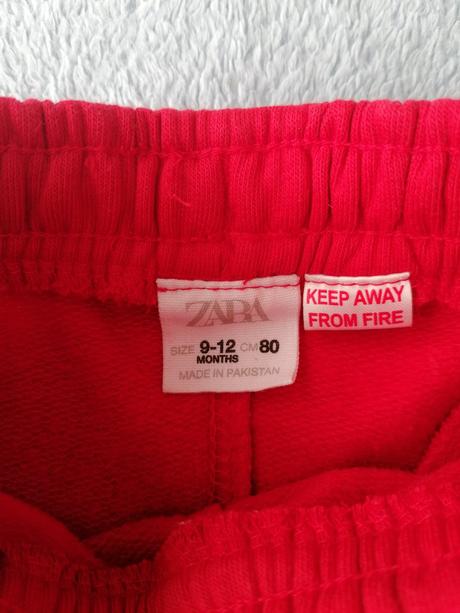 ZARA
SIZE 9-12 CM 80
MONTHS
MADE IN PAKISTAN
KEEP AWAY
FROM FIRE